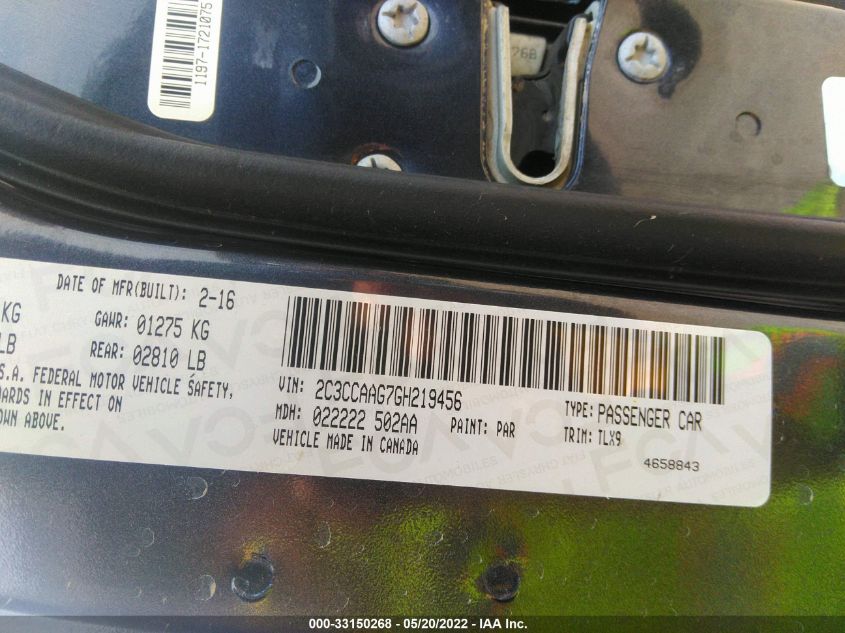 1197-1721075
76B
DATE OF MFR(BUILT): 2-16
KG GAWR: 01275 KG
LB REAR: 02810 LB
S.A. FEDERAL MOTOR VEHICLE SAFETY,
ARDS IN EFFECT ON
OWN ABOVE.
VIN: 2C3CCAAG7GH219456 TYPE: PASSENGER CAR
MDH: 022222 502AA PAINT: PAR TRIM: TLX9
VEHICLE MADE IN CANADA 4658843
000-33150268 - 05/20/2022 - IAA Inc.